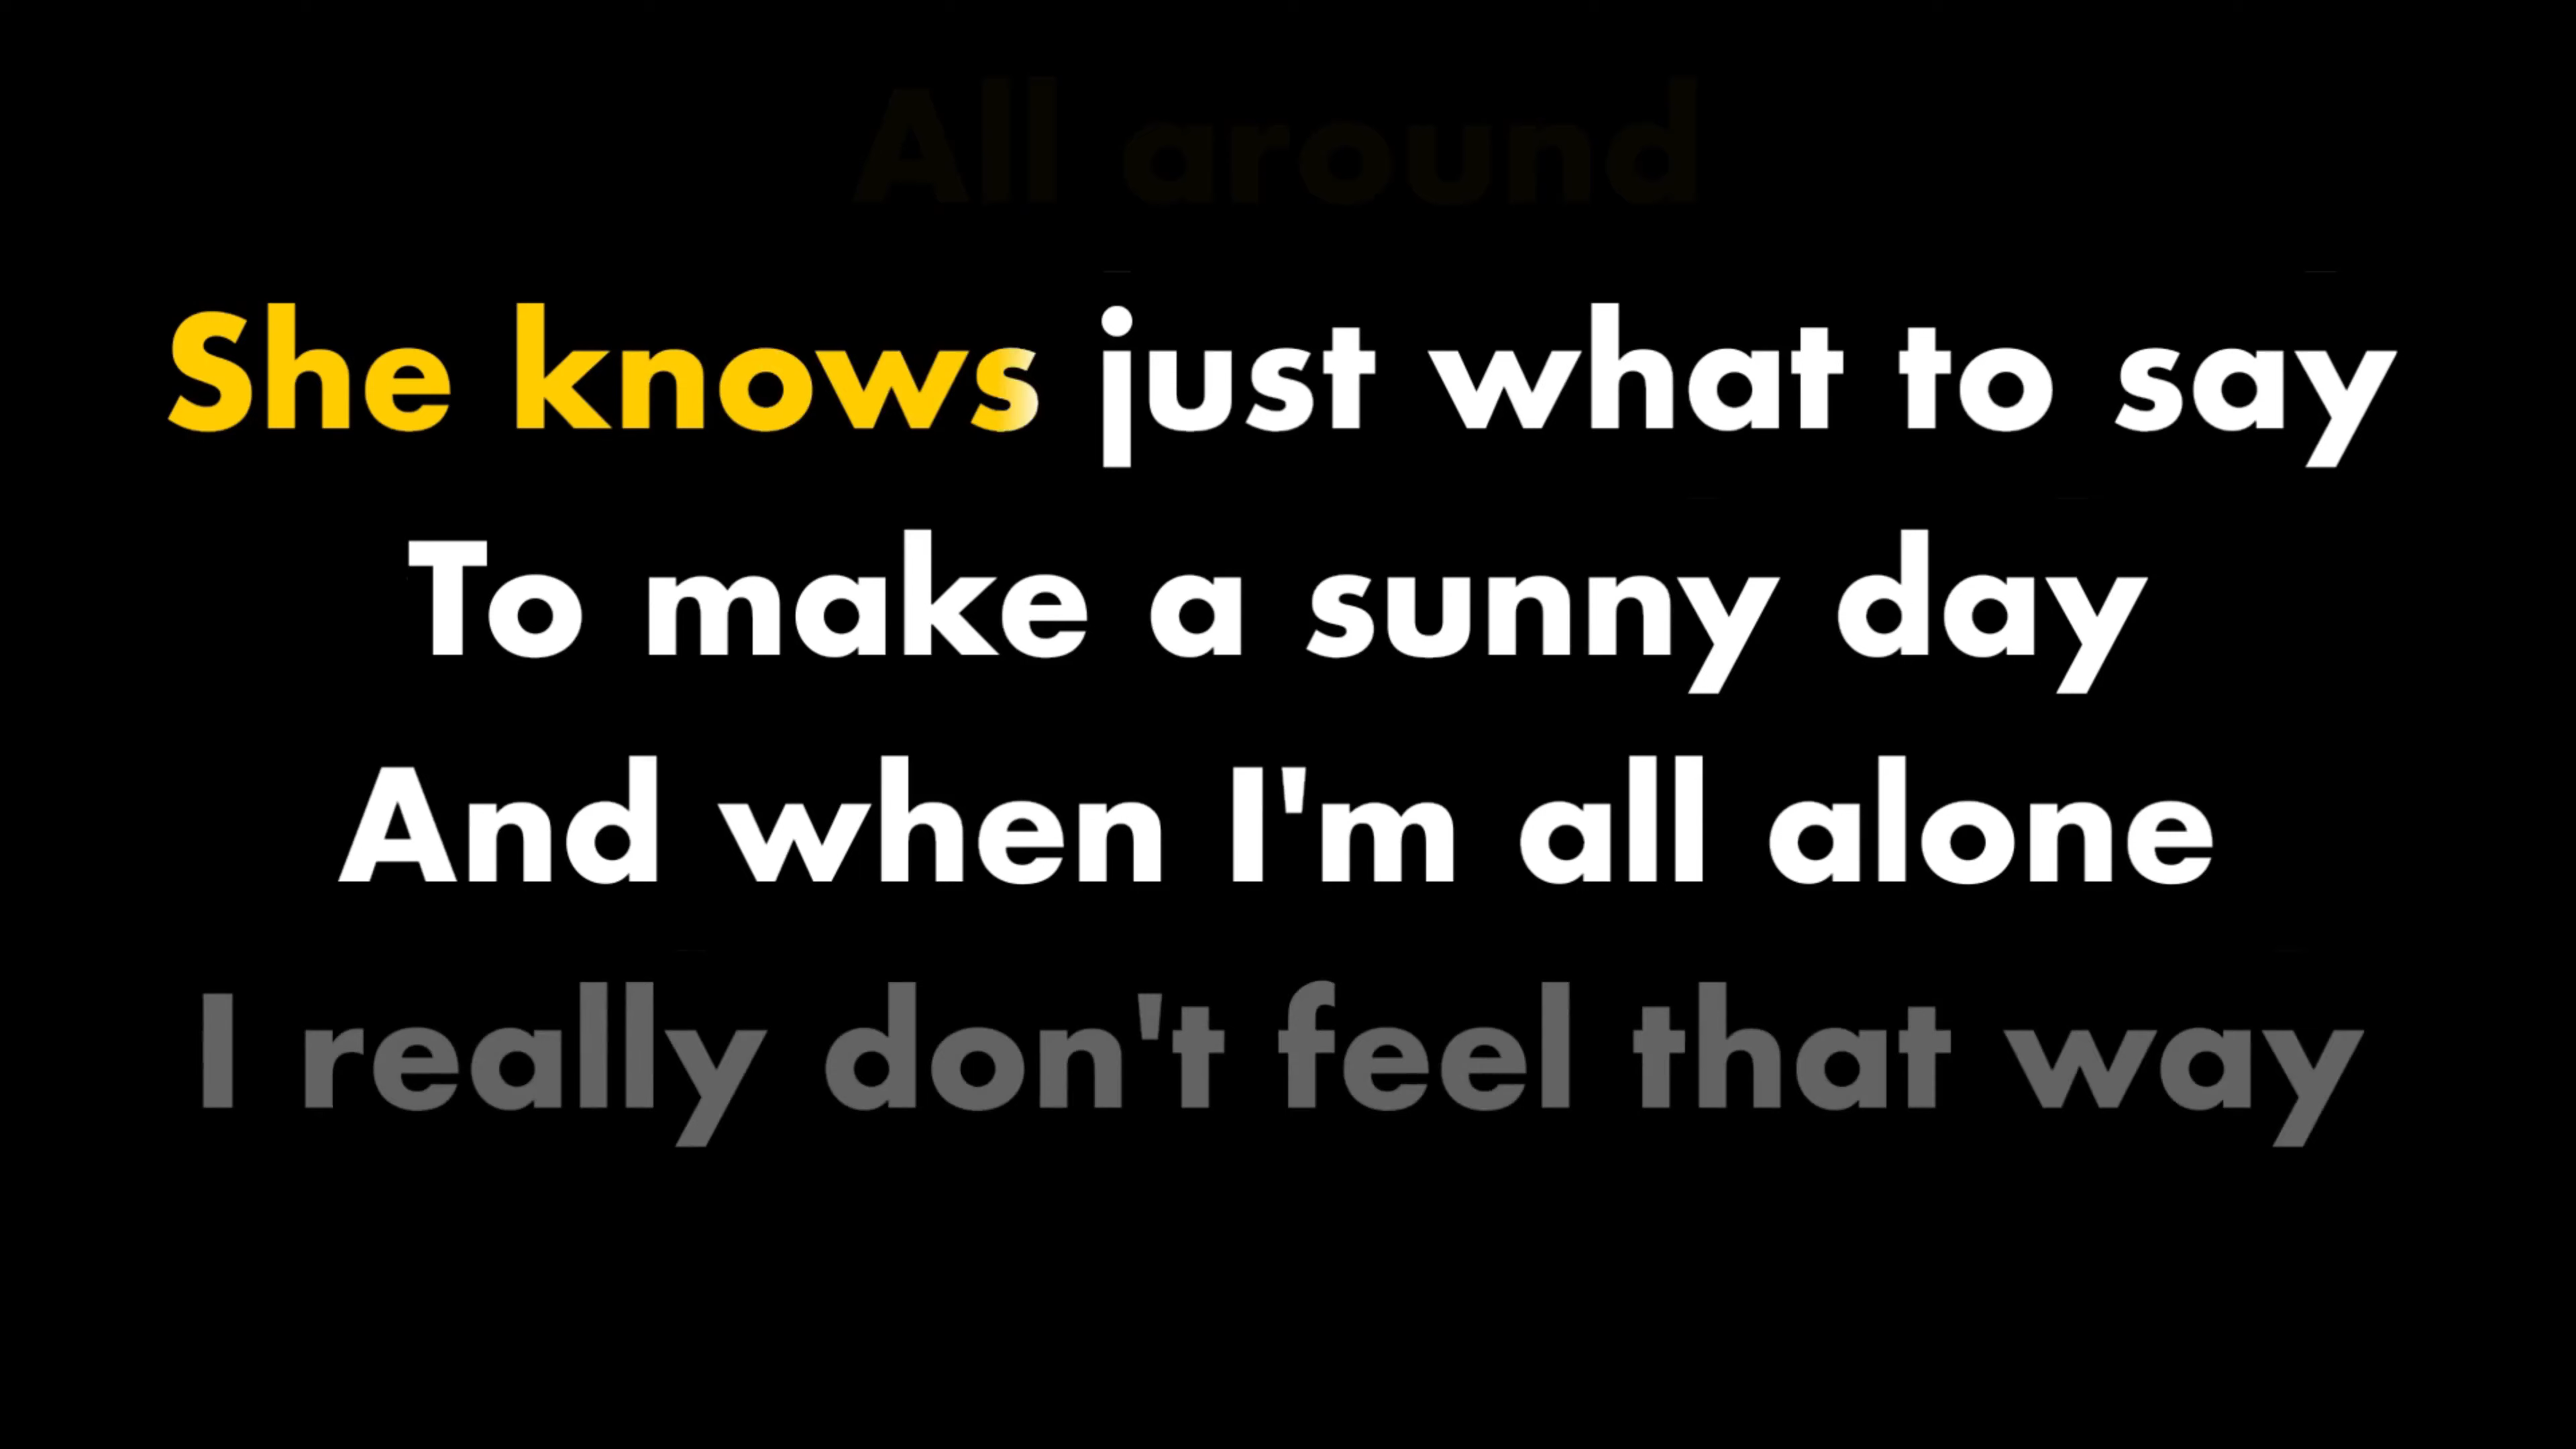 All around
She knows just what to say
To make a sunny day
And when I'm all alone
I really don't feel that way